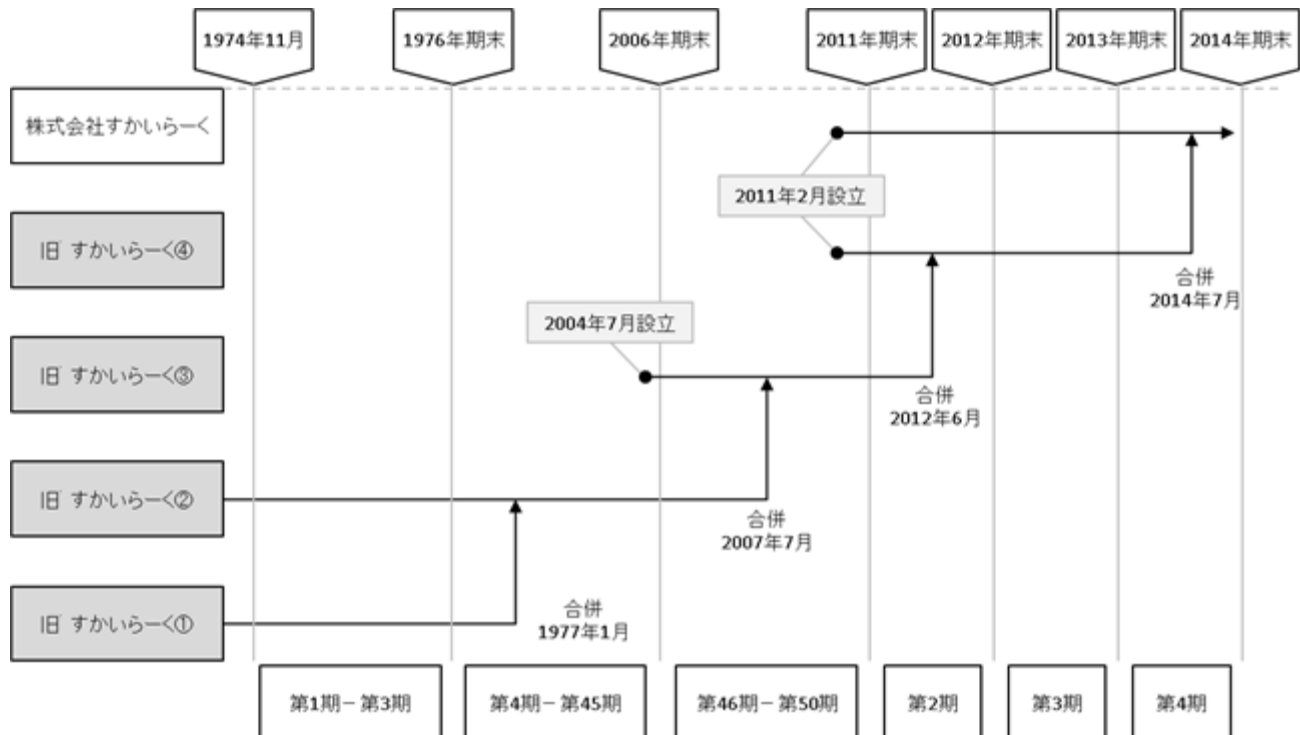 1974年11月
1976年期末
2006年期末
2011年期末
2012年期末
2013年期末
2014年期末
株式会社すかいらーく
2011年2月設立
旧 すかいらーく④
合併
2014年7月
2004年7月設立
旧 すかいらーく③
合併
2012年6月
旧 すかいらーく②
合併
2007年7月
旧 すかいらーく①
合併
1977年1月
第1期－第3期
第4期－第45期
第46期－第50期
第2期
第3期
第4期